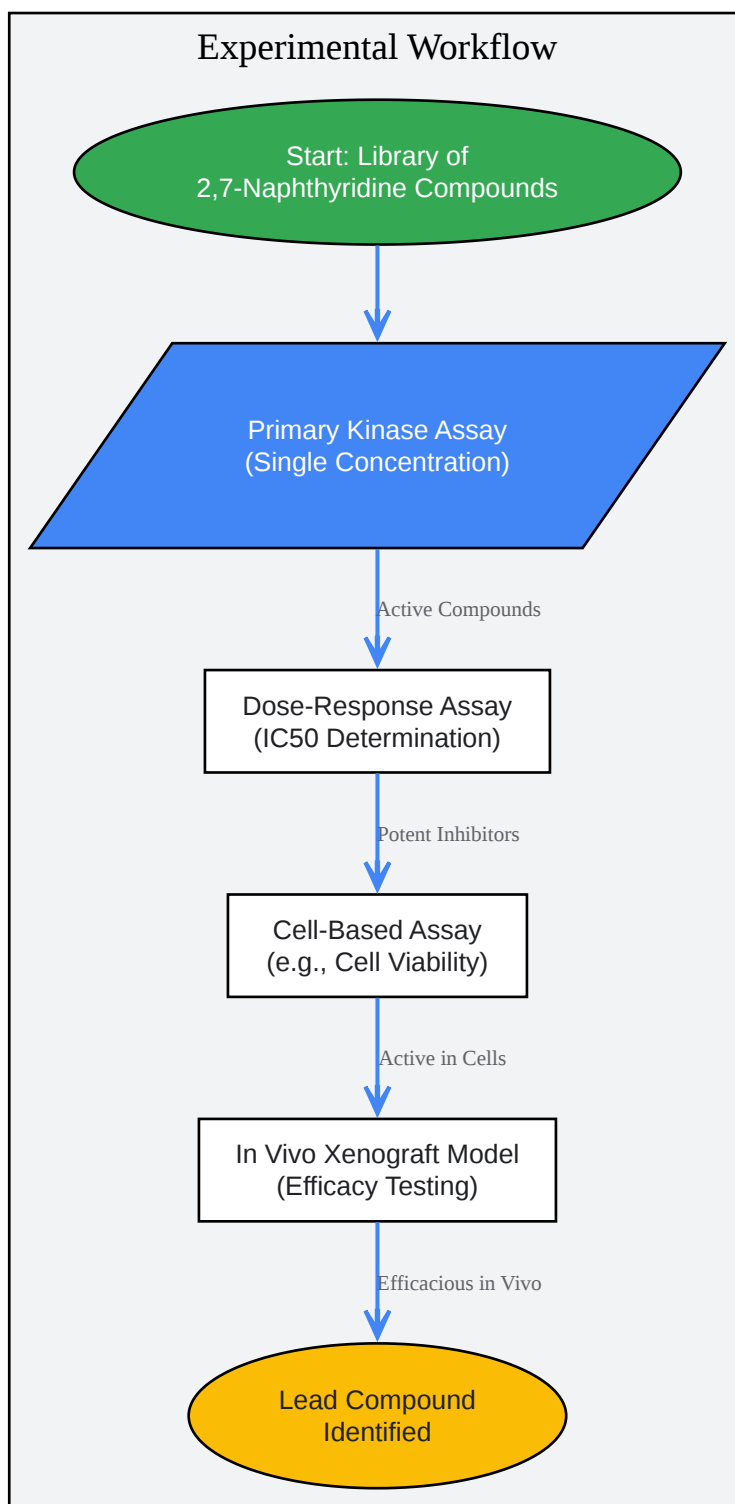 Experimental Workflow
Start: Library of
2,7-Naphthyridine Compounds
Primary Kinase Assay
(Single Concentration)
Active Compounds
Dose-Response Assay
(IC50 Determination)
Potent Inhibitors
Cell-Based Assay
(e.g., Cell Viability)
Active in Cells
In Vivo Xenograft Model
(Efficacy Testing)
Efficacious in Vivo
Lead Compound
Identified